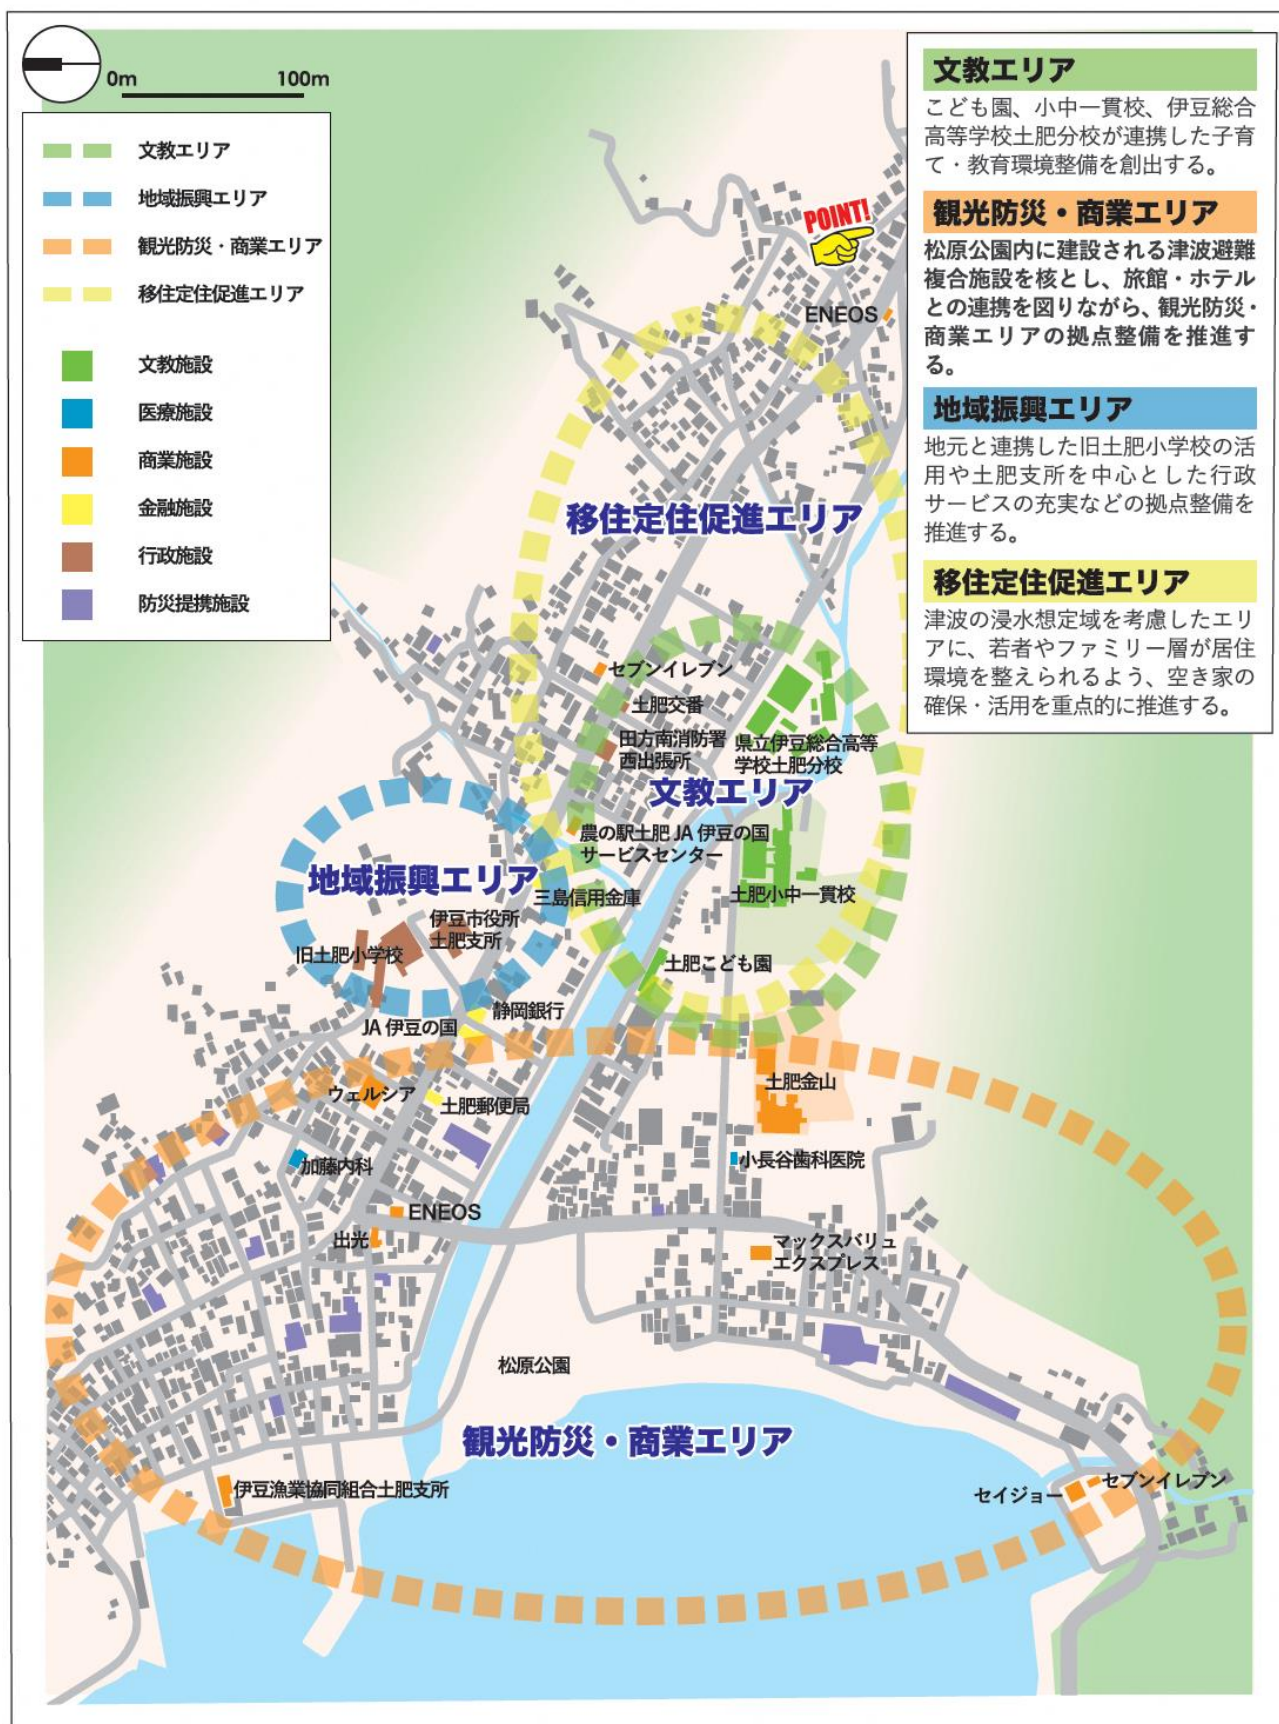 0m 100m
文教エリア
地域振興エリア
観光防災・商業エリア
移住定住促進エリア
文教施設
医療施設
商業施設
金融施設
行政施設
防災提携施設
文教エリア
こども園、小中一貫校、伊豆総合
高等学校土肥分校が連携した子育
て・教育環境整備を創出する。
観光防災・商業エリア
松原公園内に建設される津波避難
複合施設を核とし、旅館・ホテル
との連携を図りながら、観光防災・
商業エリアの拠点整備を推進す
る。
地域振興エリア
地元と連携した旧土肥小学校の活
用や土肥支所を中心とした行政
サービスの充実などの拠点整備を
推進する。
移住定住促進エリア
津波の浸水想定域を考慮したエリ
アに、若者やファミリー層が居住
環境を整えられるよう、空き家の
確保・活用を重点的に推進する。
POINT!
ENEOS
移住定住促進エリア
セブンイレブン
土肥交番
田方南消防署
西出張所
県立伊豆総合高等
学校土肥分校
文教エリア
農の駅土肥 JA 伊豆の国
サービスセンター
地域振興エリア
三島信用金庫
土肥小中一貫校
伊豆市役所
土肥支所
旧土肥小学校
土肥こども園
静岡銀行
JA 伊豆の国
土肥金山
ウェルシア
土肥郵便局
加藤内科
小長谷歯科医院
ENEOS
出光
マックスバリュ
エクスプレス
松原公園
観光防災・商業エリア
伊豆漁業協同組合土肥支所
セイジョー
セブンイレブン